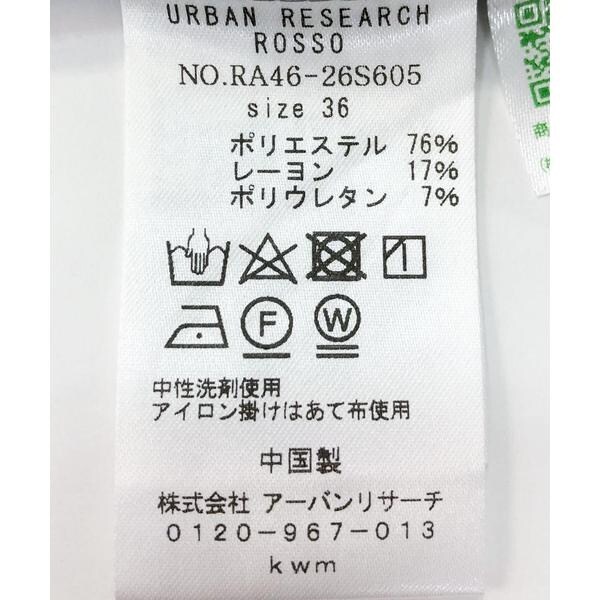 URBAN RESEARCH
ROSSO
NO.RA46-26S605
size 36
ポリエステル 76%
レーヨン 17%
ポリウレタン 7%
F
W
中性洗剤使用
アイロン掛けはあて布使用
中国製
株式会社 アーバンリサーチ
0120-967-013
kwm
商